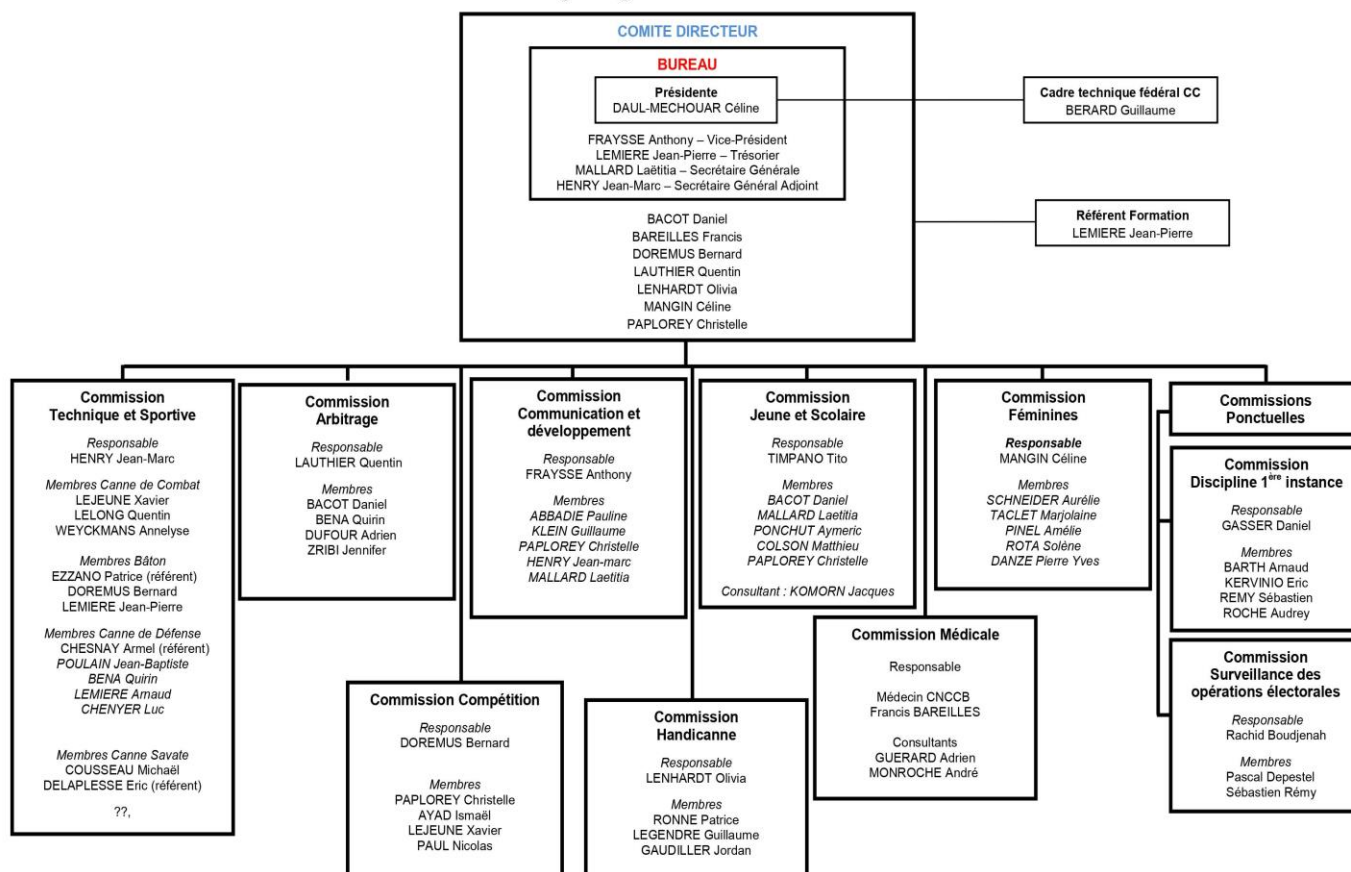 COMITE DIRECTEUR
BUREAU
Présidente
DAUL-MECHOUAR Céline
FRAYSSE Anthony – Vice-Président
LEMIERE Jean-Pierre – Trésorier
MALLARD Laëtitia – Secrétaire Générale
HENRY Jean-Marc – Secrétaire Général Adjoint
BACOT Daniel
BAREILLES Francis
DOREMUS Bernard
LAUTHIER Quentin
LENHARDT Olivia
MANGIN Céline
PAPLOREY Christelle
Cadre technique fédéral CC
BERARD Guillaume
Référent Formation
LEMIERE Jean-Pierre
Commission
Technique et Sportive
Responsable
HENRY Jean-Marc
Membres Canne de Combat
LEJEUNE Xavier
LELONG Quentin
WEYCKMANS Annelyse
Membres Bâton
EZZANO Patrice (référent)
DOREMUS Bernard
LEMIERE Jean-Pierre
Membres Canne de Défense
CHESNAY Armel (référent)
POULAIN Jean-Baptiste
BENA Quirin
LEMIERE Arnaud
CHENYER Luc
Membres Canne Savate
COUSSEAU Michaël
DELAPLESSE Eric (référent)
??,
Commission
Arbitrage
Responsable
LAUTHIER Quentin
Membres
BACOT Daniel
BENA Quirin
DUFOUR Adrien
ZRIBI Jennifer
Commission Compétition
Responsable
DOREMUS Bernard
Membres
PAPLOREY Christelle
AYAD Ismaël
LEJEUNE Xavier
PAUL Nicolas
Commission
Communication et
développement
Responsable
FRAYSSE Anthony
Membres
ABBADIE Pauline
KLEIN Guillaume
PAPLOREY Christelle
HENRY Jean-marc
MALLARD Laetitia
Commission
Handicanne
Responsable
LENHARDT Olivia
Membres
RONNE Patrice
LEGENDRE Guillaume
GAUDILLER Jordan
Commission
Jeune et Scolaire
Responsable
TIMPANO Tito
Membres
BACOT Daniel
MALLARD Laetitia
PONCHUT Aymeric
COLSON Matthieu
PAPLOREY Christelle
Consultant : KOMORN Jacques
Commission Médicale
Responsable
Médecin CNCCB
Francis BAREILLES
Consultants
GUERARD Adrien
MONROCHE André
Commission
Féminines
Responsable
MANGIN Céline
Membres
SCHNEIDER Aurélie
TACLET Marjolaine
PINEL Amélie
ROTA Solène
DANZE Pierre Yves
Commissions
Ponctuelles
Commission
Discipline 1ère instance
Responsable
GASSER Daniel
Membres
BARTH Arnaud
KERVINIO Eric
REMY Sébastien
ROCHE Audrey
Commission
Surveillance des
opérations électorales
Responsable
Rachid Boudjenah
Membres
Pascal Depestel
Sébastien Rémy